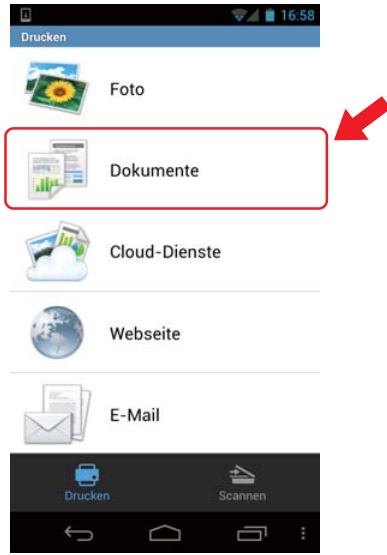 16:58
Drucken
Foto
Dokumente
Cloud-Dienste
Webseite
E-Mail
Drucken Scannen